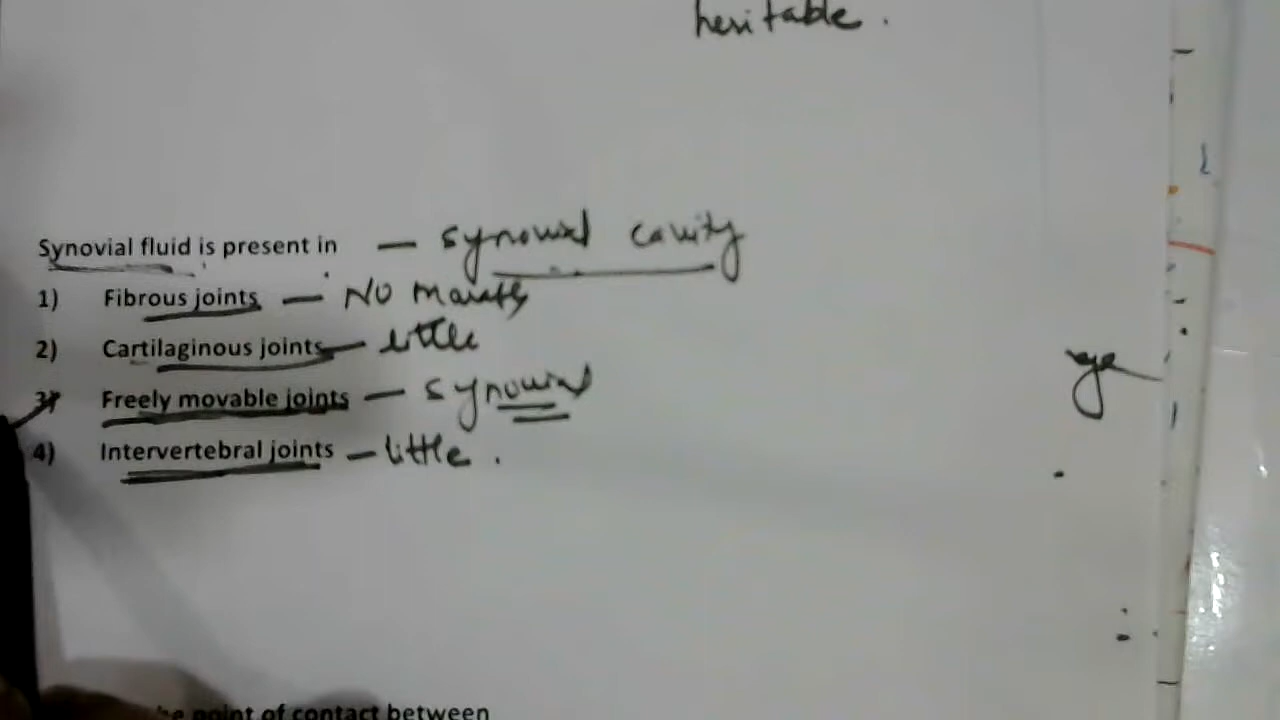 heritable.
Synovial fluid is present in — synovial cavity
1) Fibrous joints — NO
2) Cartilaginous joints — little
3) Freely movable joints — synovial
4) Intervertebral joints — little.
point of contact between